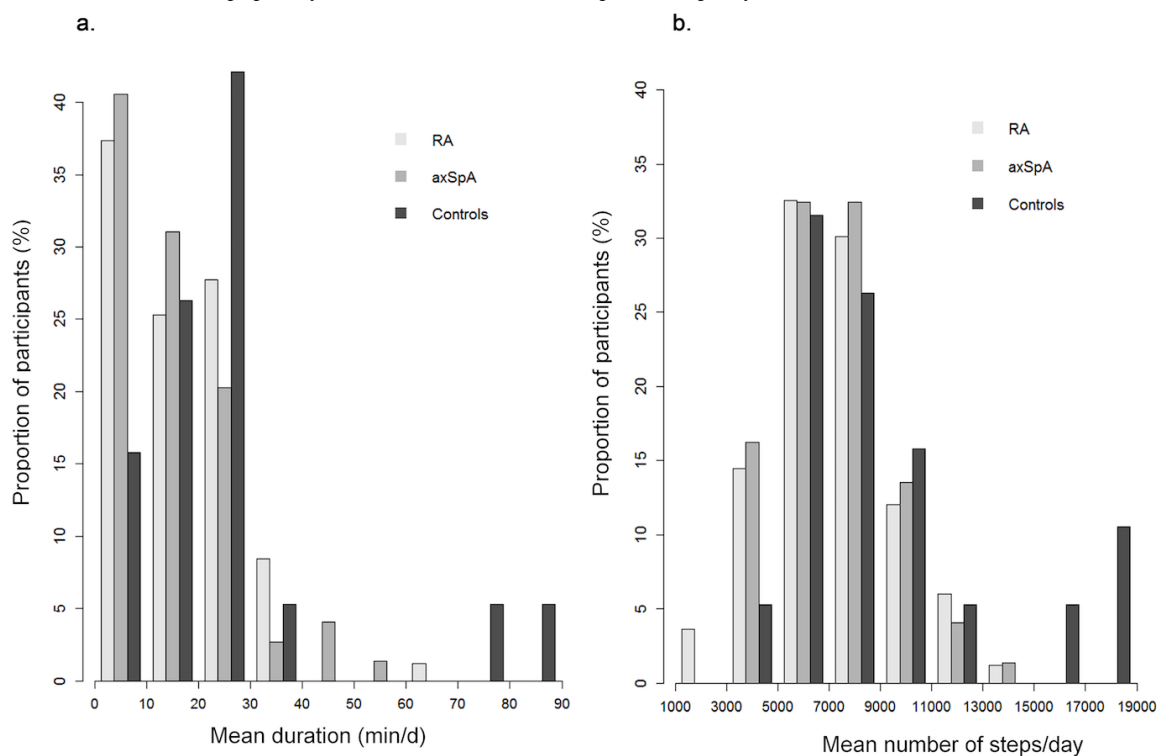 a.
Proportion of participants (%)
0 5 10 15 20 25 30 35 40
RA
axSpA
Controls
0 10 20 30 40 50 60 70 80 90
Mean duration (min/d)
b.
Proportion of participants (%)
0 5 10 15 20 25 30 35 40
RA
axSpA
Controls
1000 3000 5000 7000 9000 11000 13000 15000 17000 19000
Mean number of steps/day